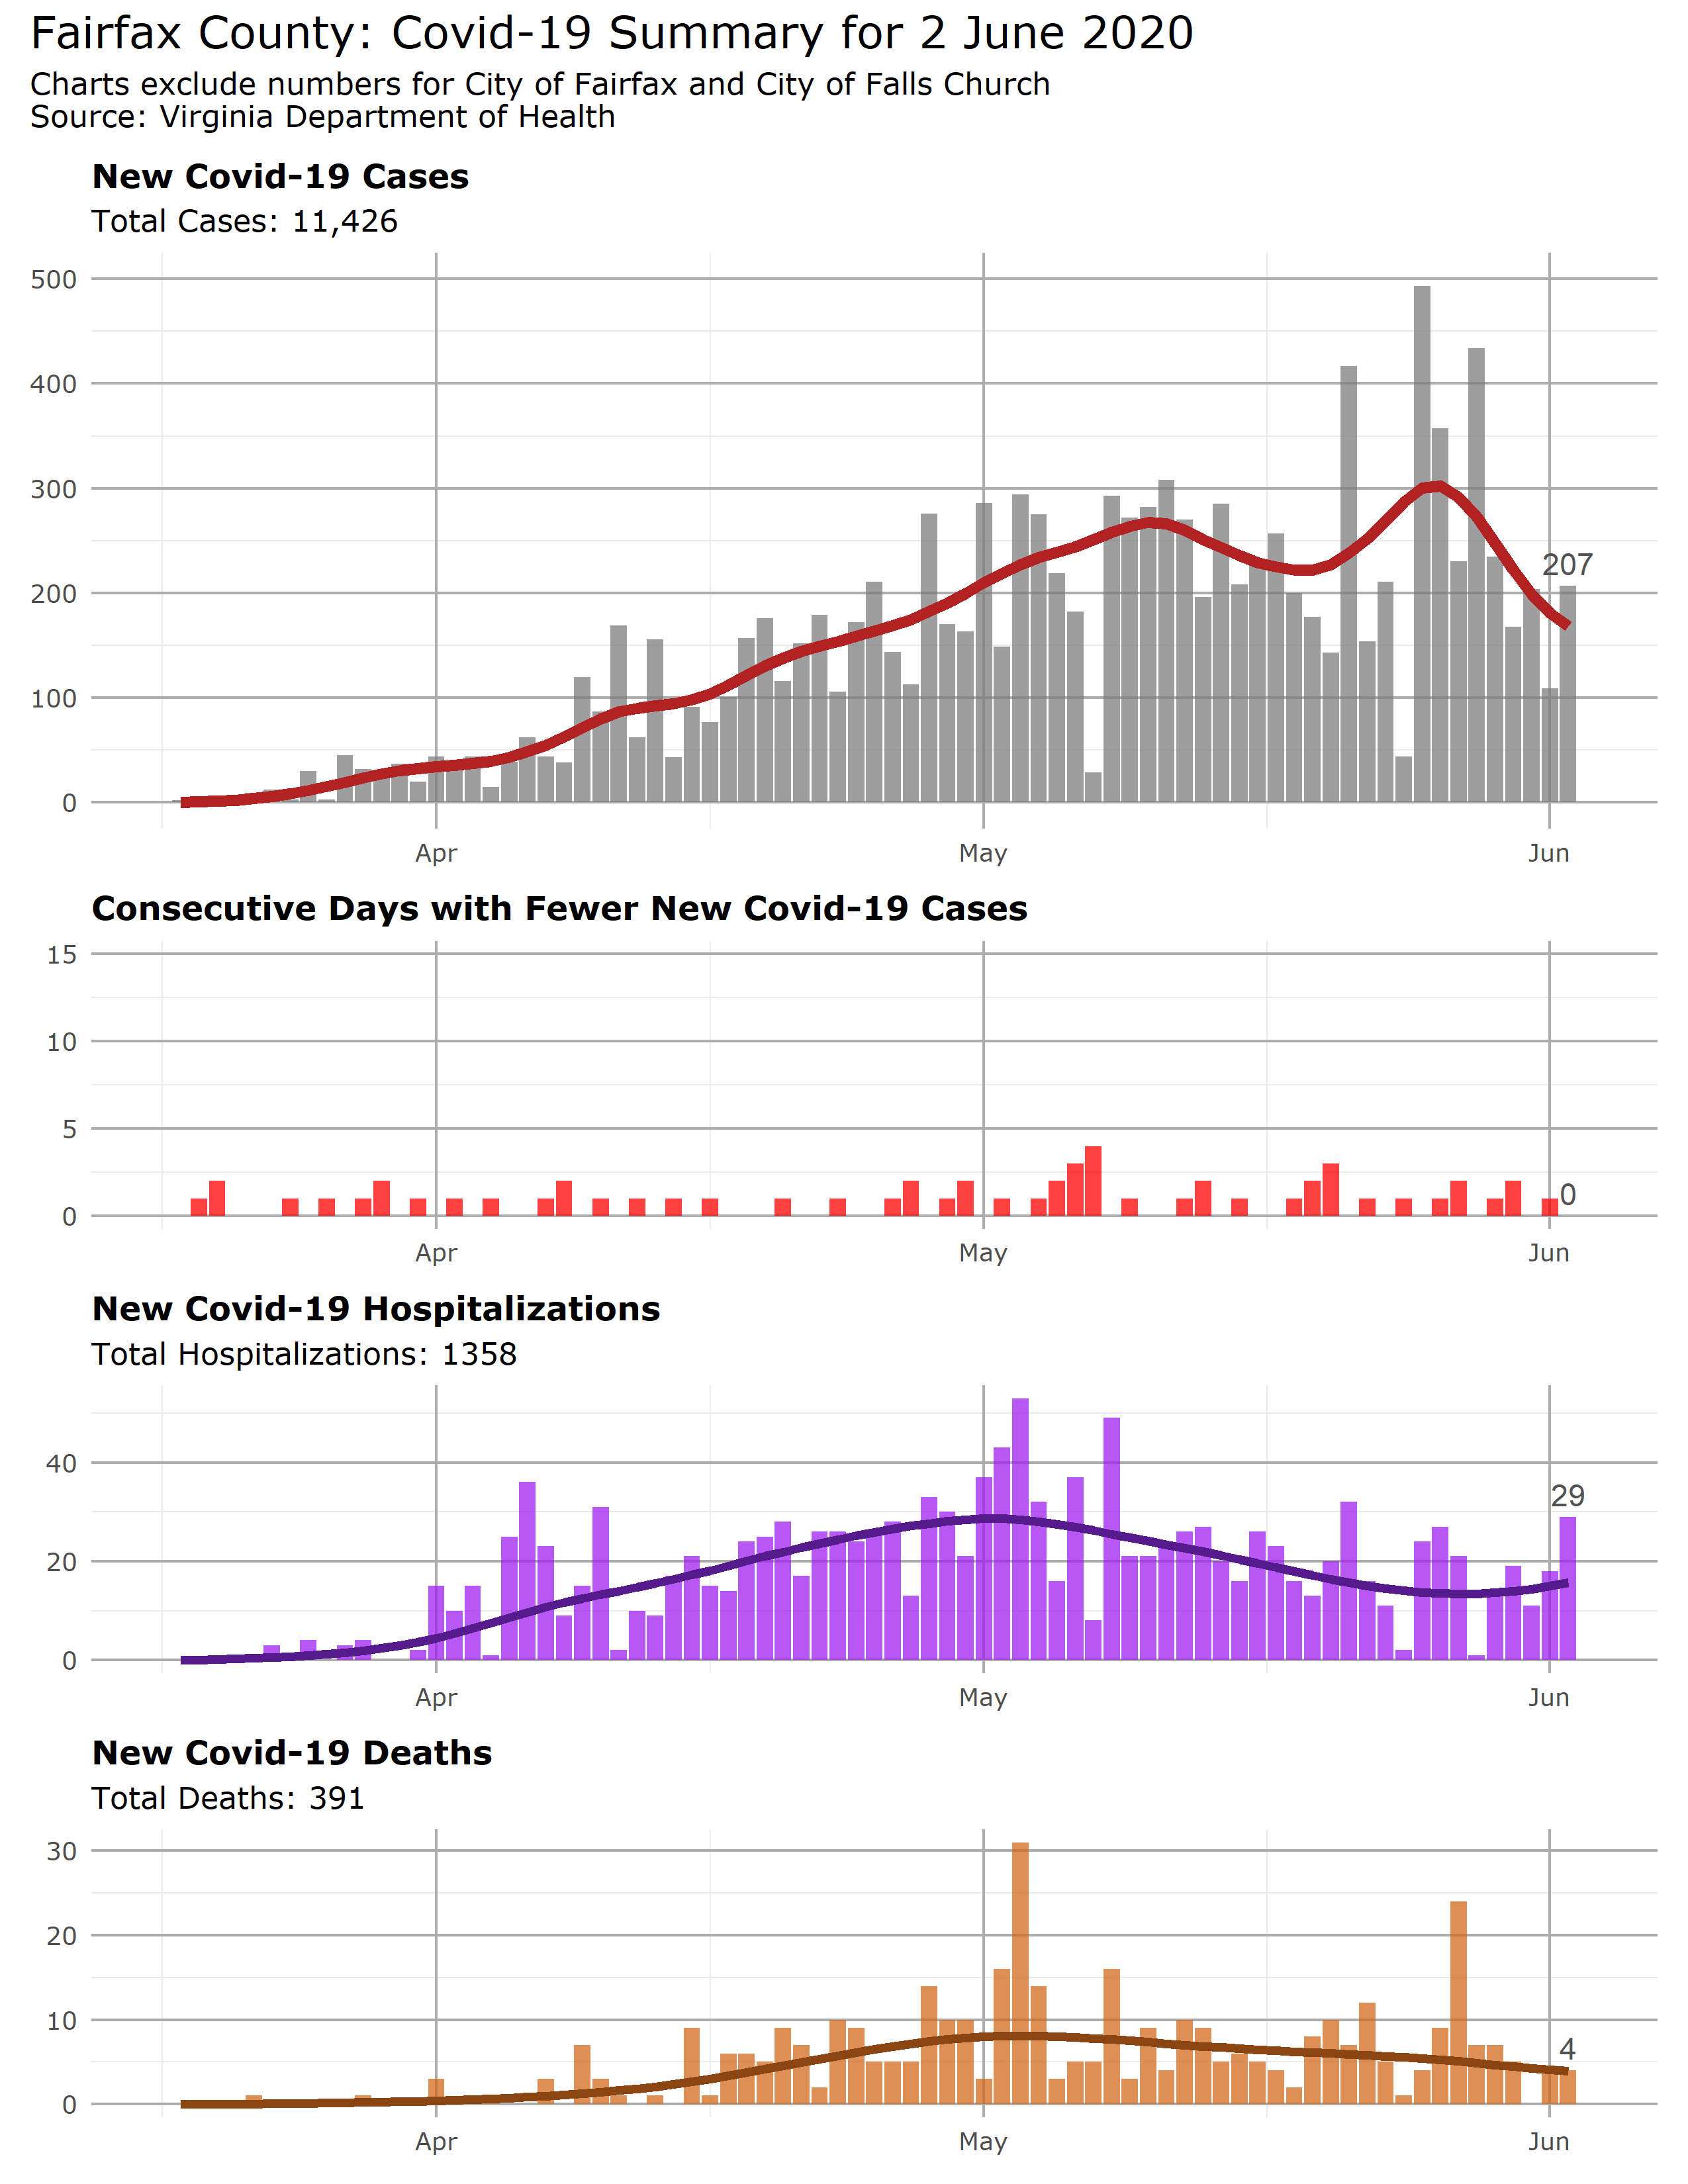 Fairfax County: Covid-19 Summary for 2 June 2020
Charts exclude numbers for City of Fairfax and City of Falls Church
Source: Virginia Department of Health
New Covid-19 Cases
Total Cases: 11,426
500
400
300
200
100
0
207
Apr May Jun
Consecutive Days with Fewer New Covid-19 Cases
15
10
5
0
0
Apr May Jun
New Covid-19 Hospitalizations
Total Hospitalizations: 1358
40
20
0
29
Apr May Jun
New Covid-19 Deaths
Total Deaths: 391
30
20
10
0
4
Apr May Jun